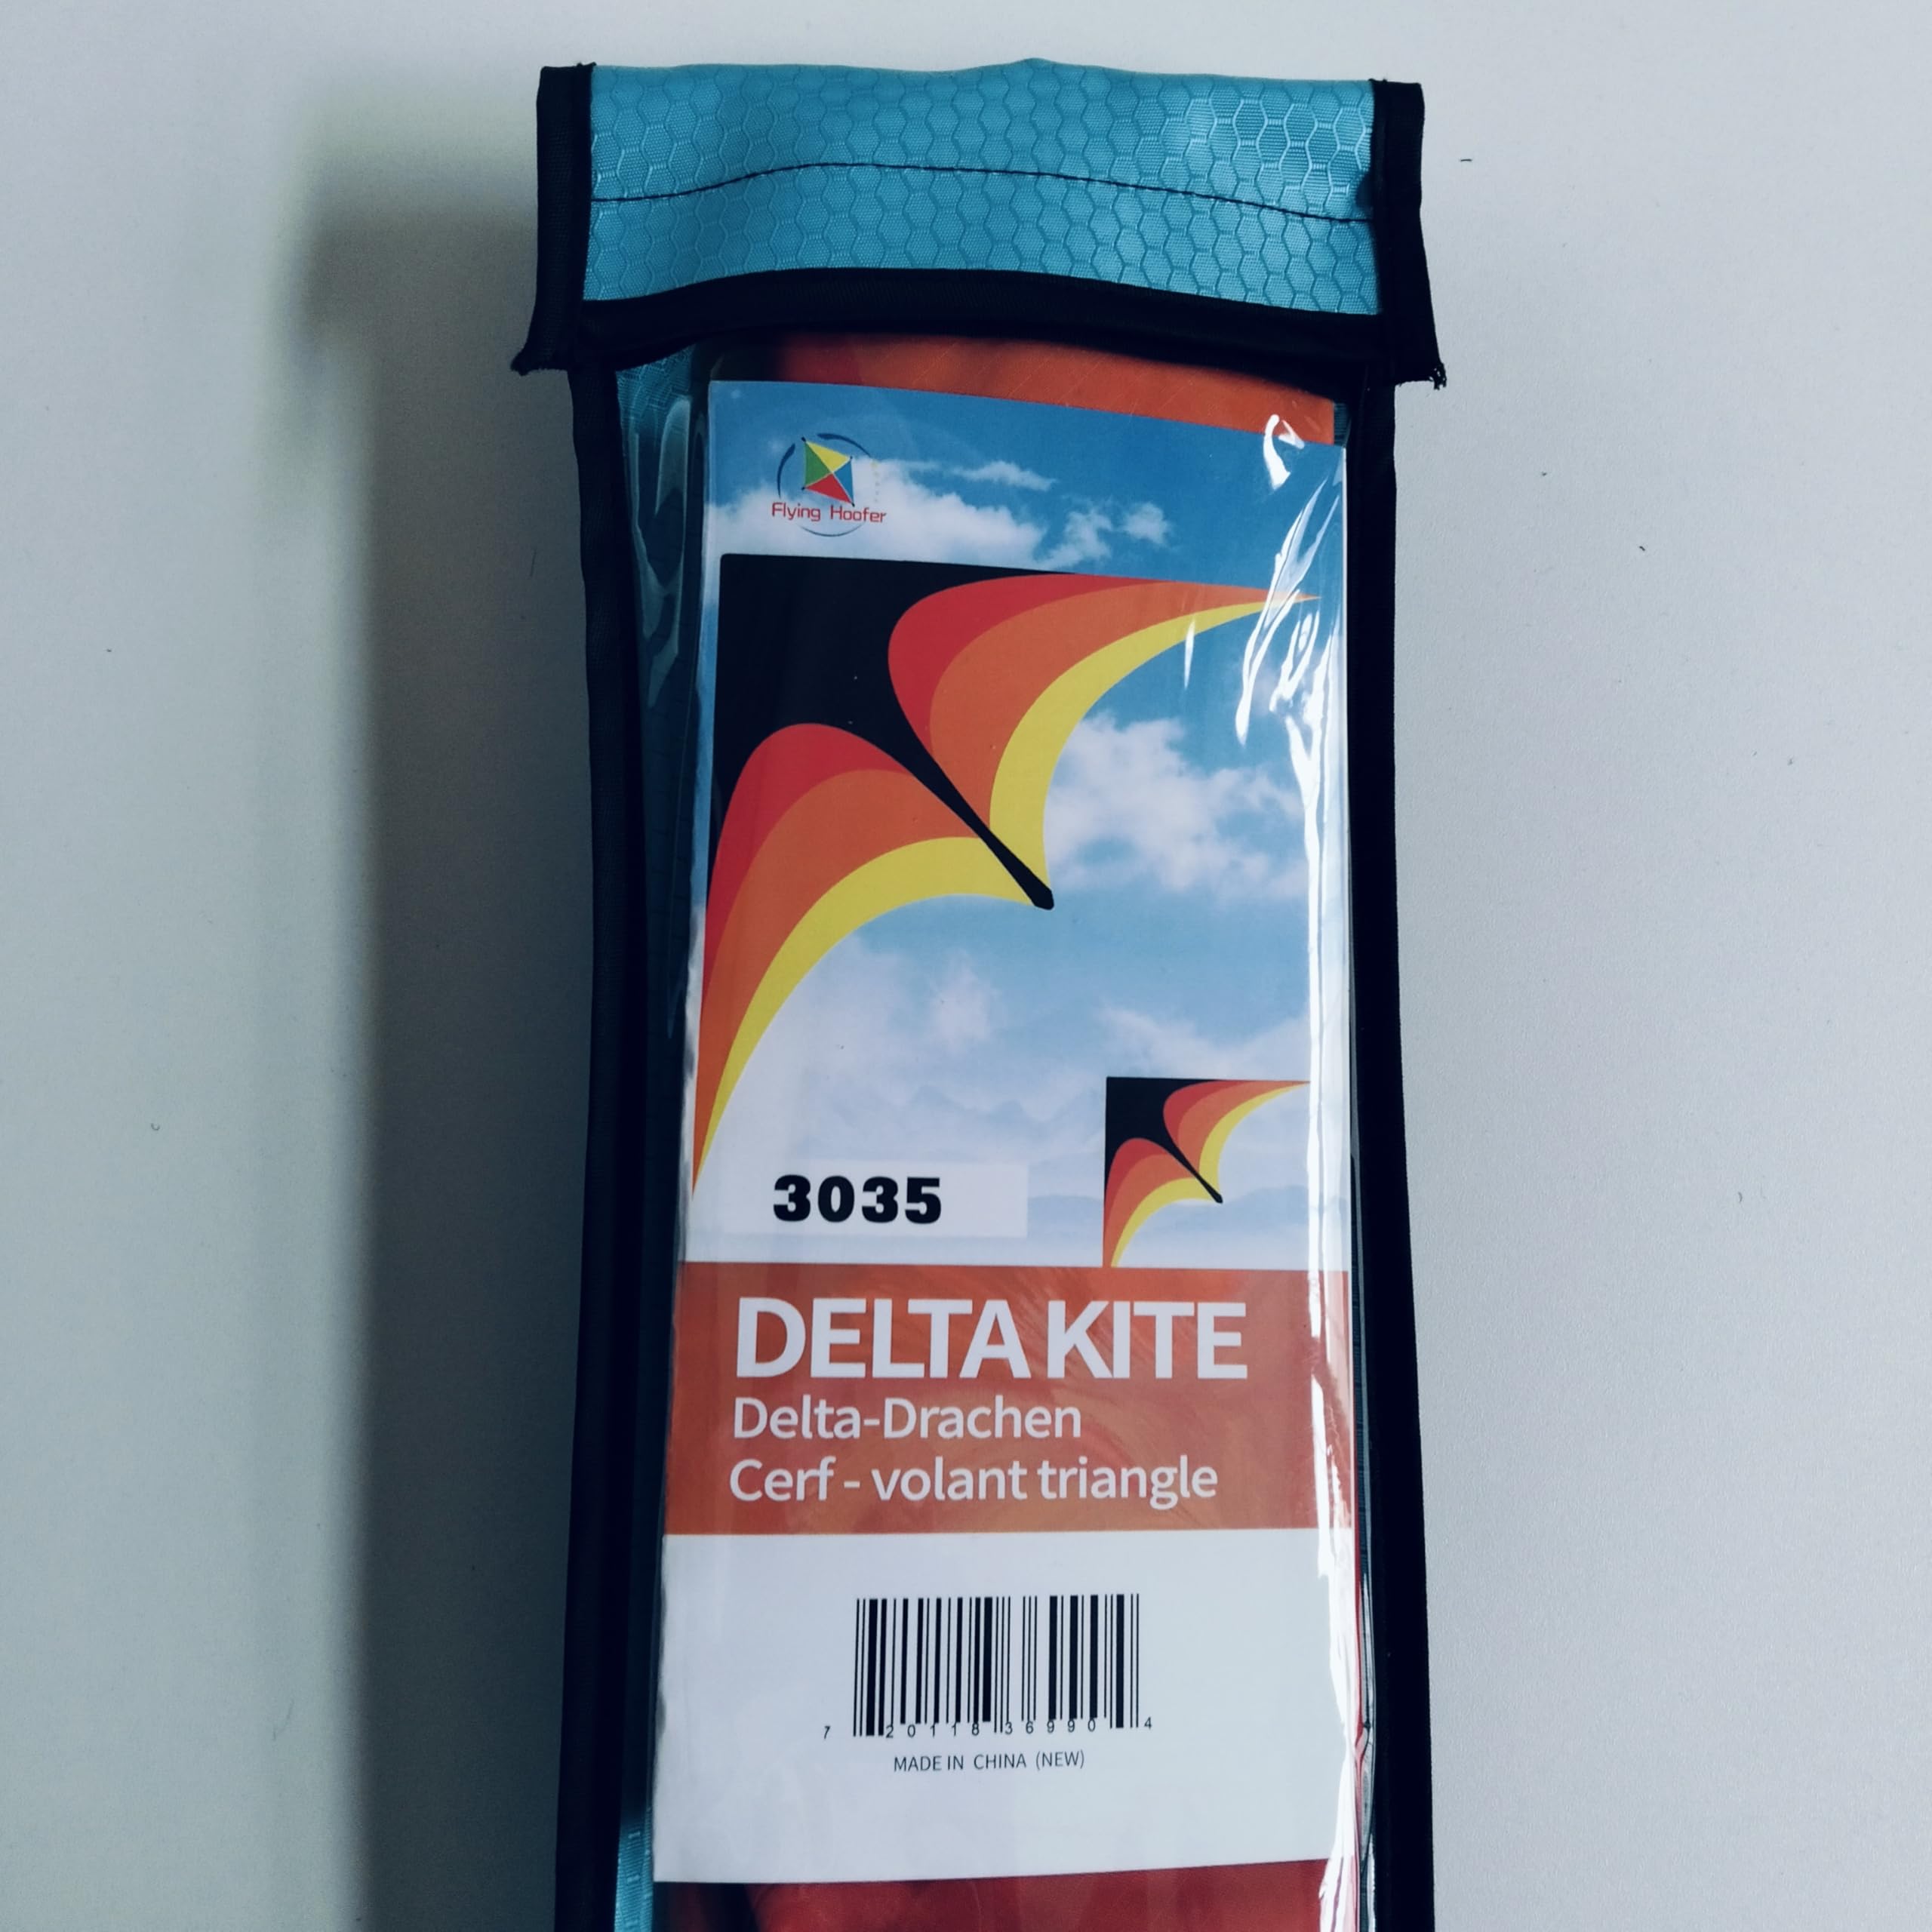 Flying Hoofer
3035
DELTA KITE
Delta-Drachen
Cerf - volant triangle
7 20118 36990 4
MADE IN CHINA (NEW)